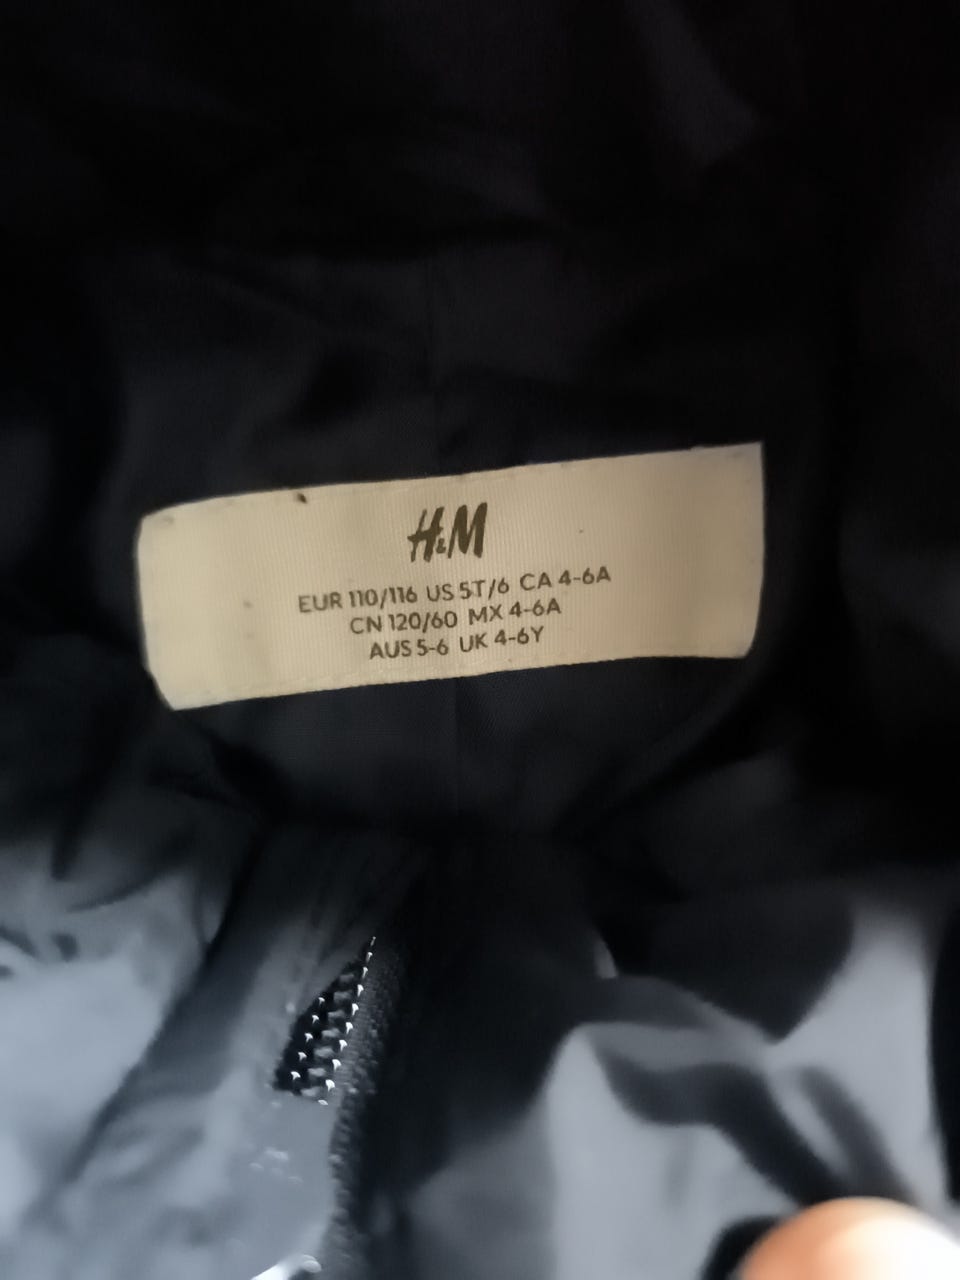 H&M
EUR 110/116 US 5T/6 CA 4-6A
CN 120/60 MX 4-6A
AUS 5-6 UK 4-6Y